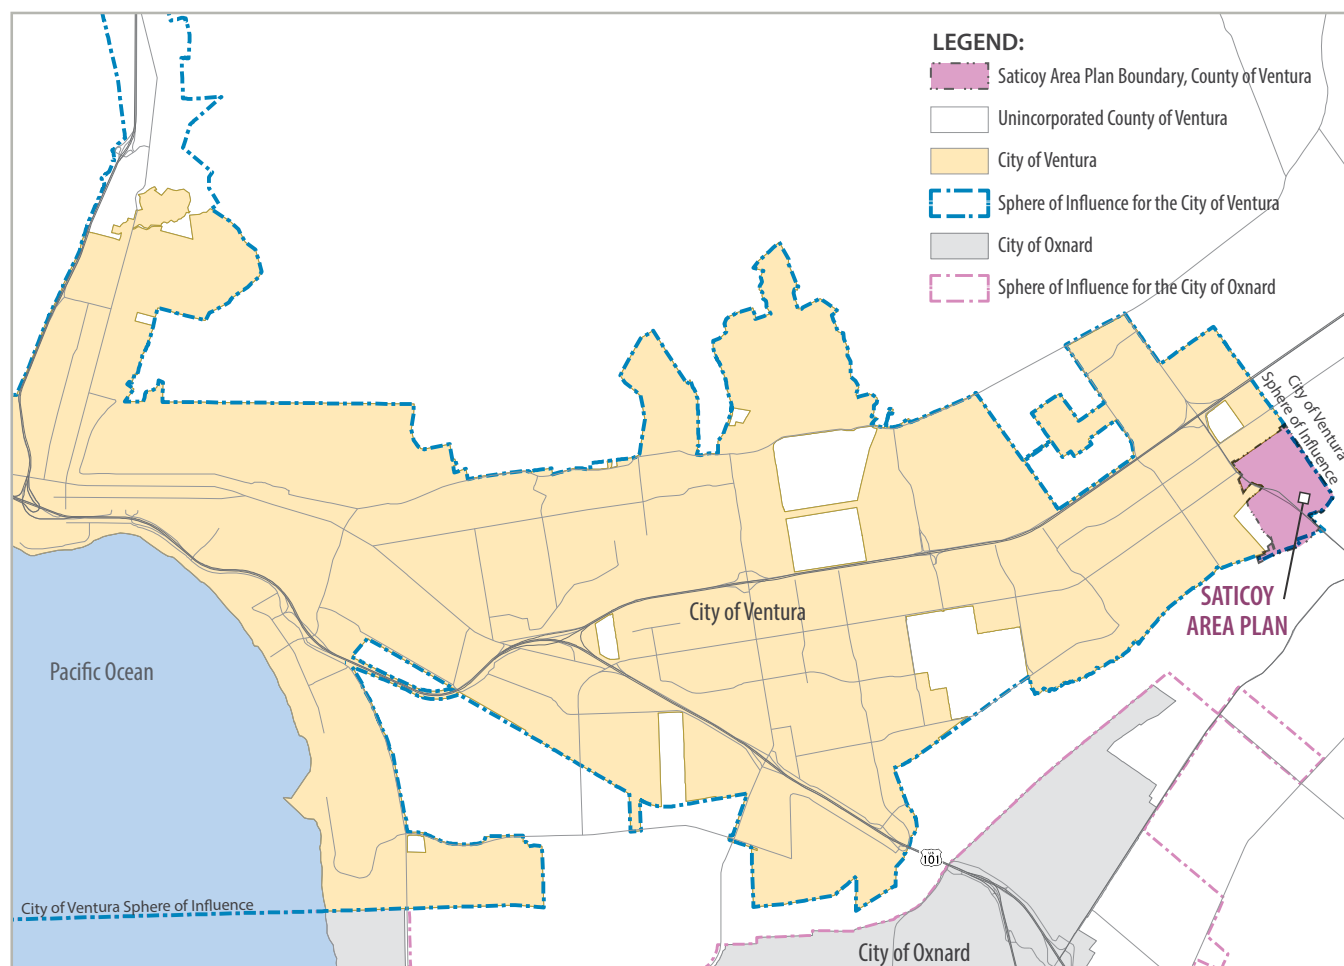 LEGEND:
Saticoy Area Plan Boundary, County of Ventura
Unincorporated County of Ventura
City of Ventura
Sphere of Influence for the City of Ventura
City of Oxnard
Sphere of Influence for the City of Oxnard
City of Ventura
Sphere of Influence
SATICOY
AREA PLAN
City of Ventura
Pacific Ocean
US
101
City of Ventura Sphere of Influence
City of Oxnard